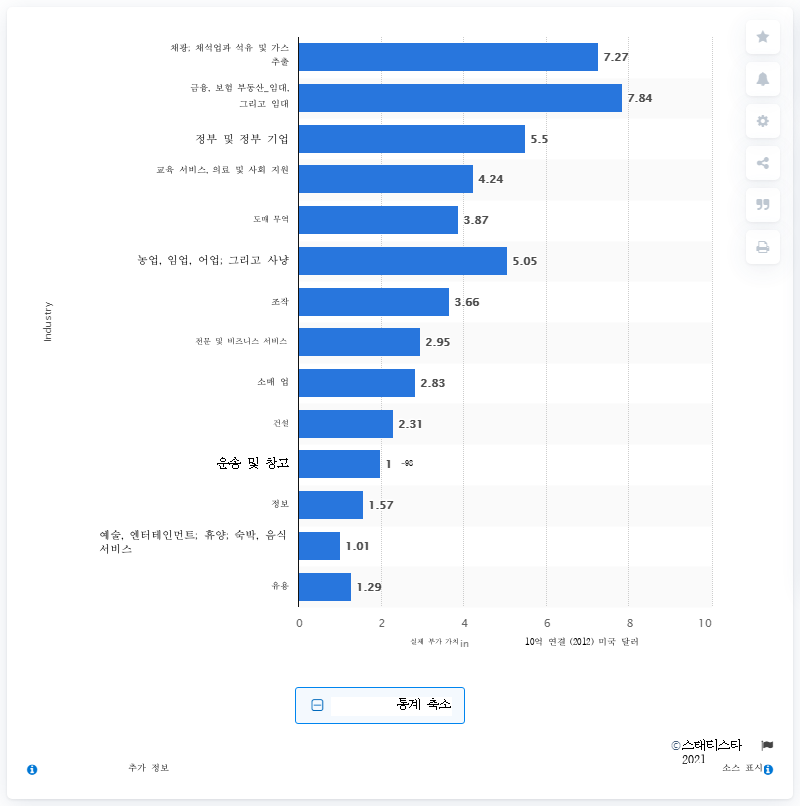 채광; 채석업과 석유 및 가스
추출
7.27
금융, 보험 부동산_임대,
그리고 임대
7.84
정부 및 정부 기업
5.5
교육 서비스, 의료 및 사회 지원
4.24
도매 무역
3.87
농업, 임업, 어업; 그리고 사냥
5.05
조작
3.66
전문 및 비즈니스 서비스
2.95
소매 업
2.83
건설
2.31
운송 및 창고
1 -98
정보
1.57
예술, 엔터테인먼트; 휴양; 숙박, 음식
서비스
1.01
유용
1.29
Industry
0 2 4 6 8 10
실제 부가 가치in 10억 연결 (2012) 미국 달러
통계 축소
©스태티스타
2021
추가 정보
소스 표시